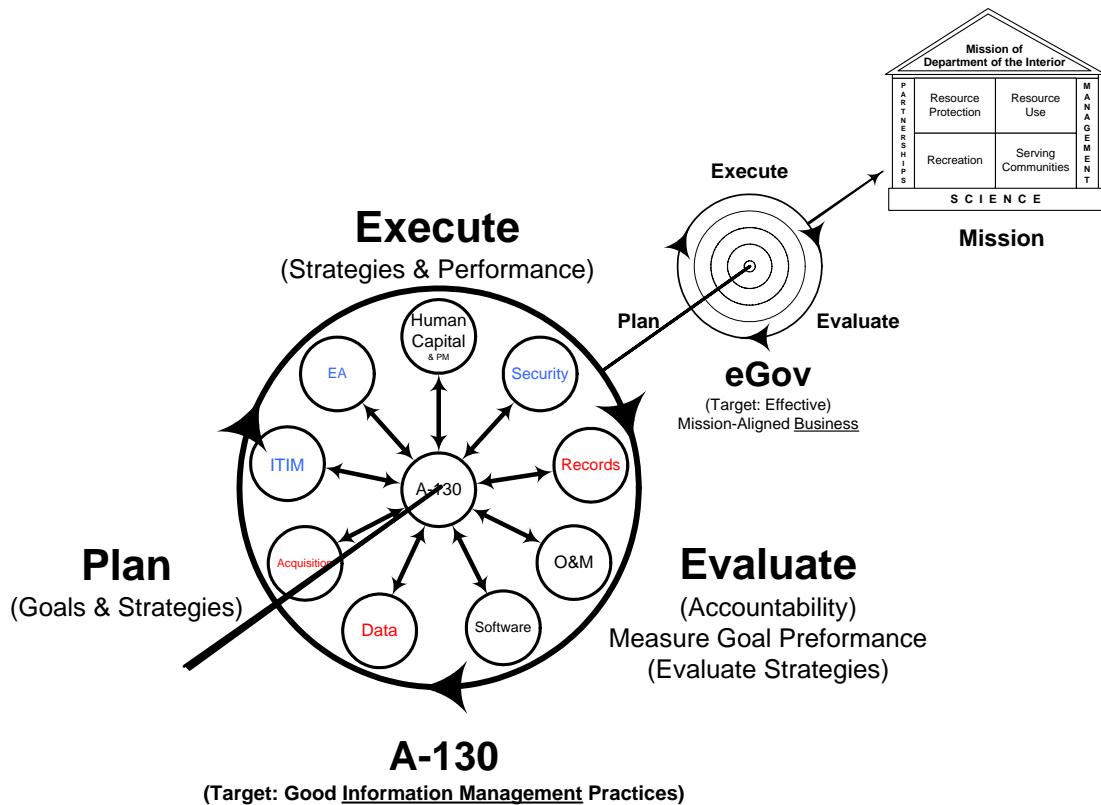 Mission of
Department of the Interior
PARTNERSHIPS
Resource
Protection
Resource
Use
MANAGEMENT
Recreation
Serving
Communities
SCIENCE
Mission
Execute
Plan
Evaluate
eGov
(Target: Effective)
Mission-Aligned Business
Execute
(Strategies & Performance)
Human
Capital
& PM
EA
Security
ITIM
Records
A-130
Acquisition
O&M
Data
Software
Plan
(Goals & Strategies)
Evaluate
(Accountability)
Measure Goal Preformance
(Evaluate Strategies)
A-130
(Target: Good Information Management Practices)